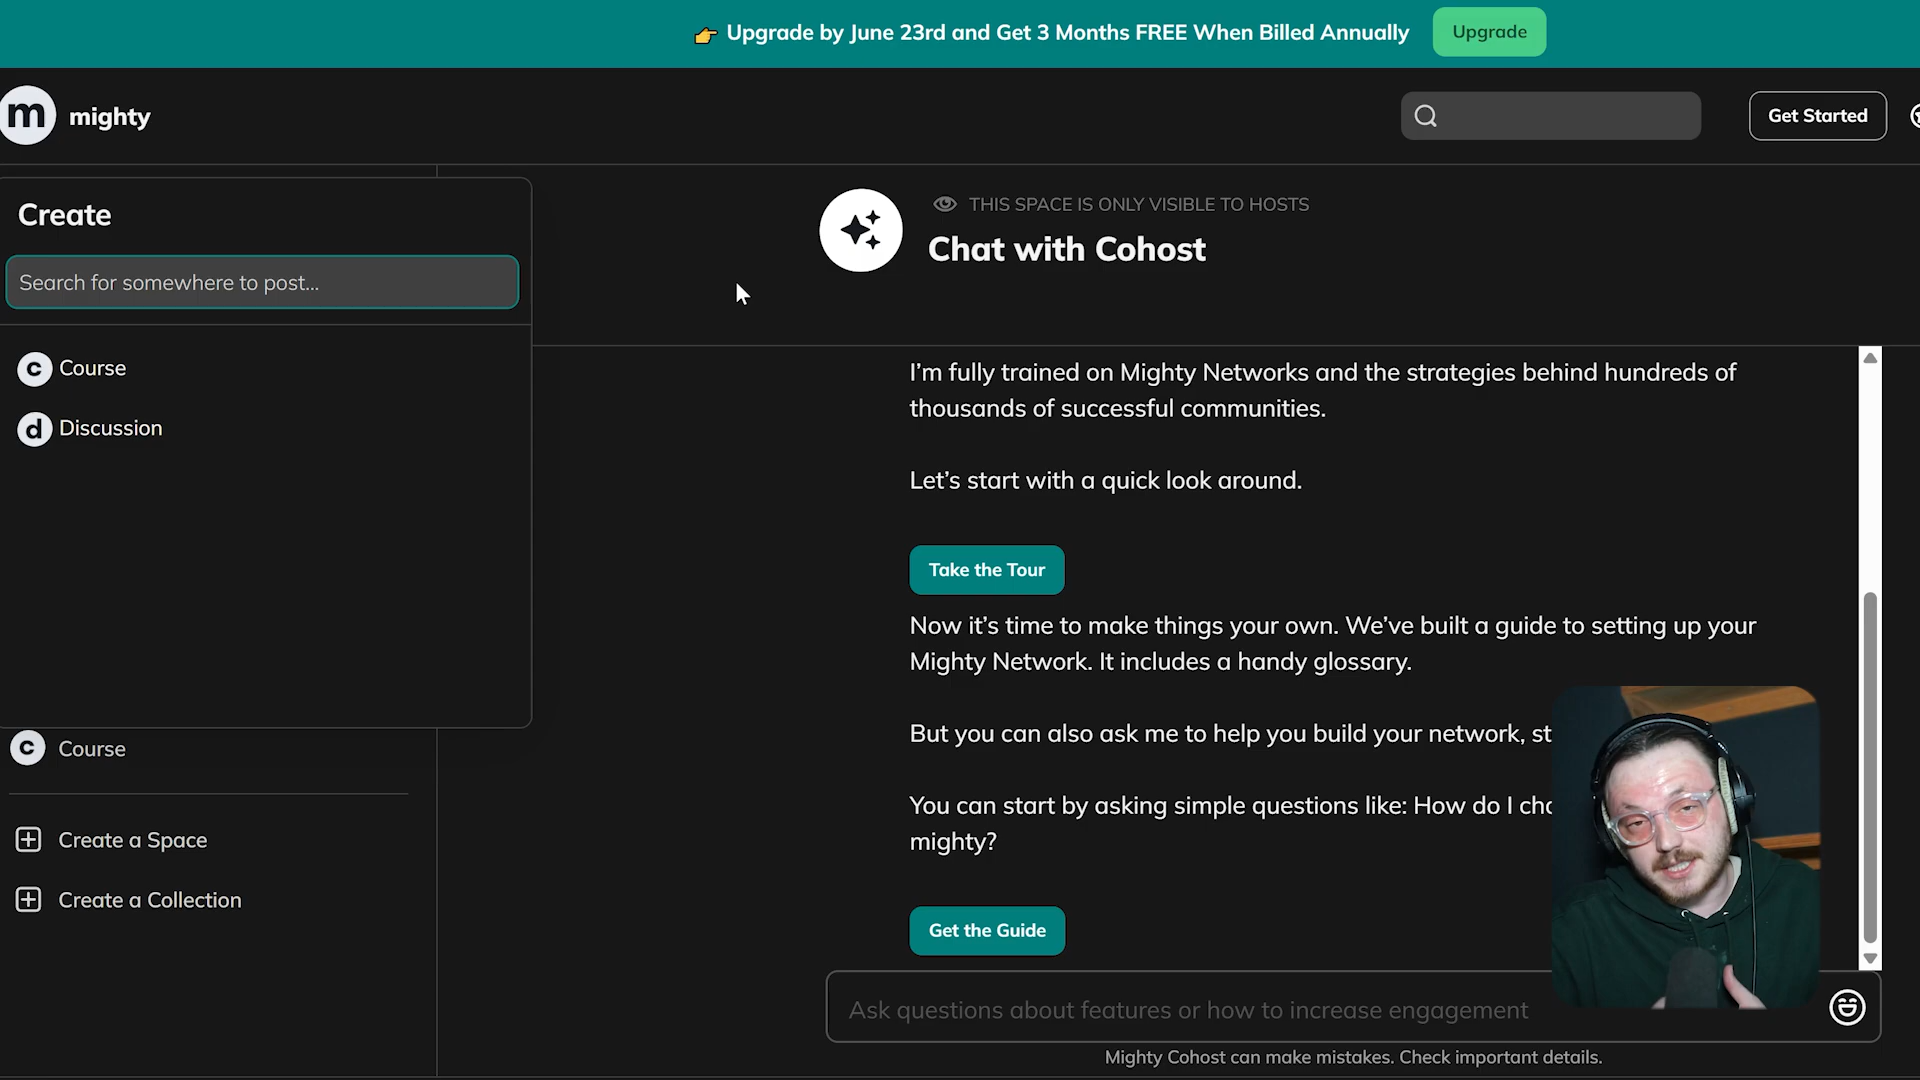 👉 Upgrade by June 23rd and Get 3 Months FREE When Billed Annually
Upgrade
m mighty
Get Started
Create
Search for somewhere to post...
c Course
d Discussion
c Course
Create a Space
Create a Collection
THIS SPACE IS ONLY VISIBLE TO HOSTS
Chat with Cohost
I'm fully trained on Mighty Networks and the strategies behind hundreds of
thousands of successful communities.
Let's start with a quick look around.
Take the Tour
Now it's time to make things your own. We've built a guide to setting up your
Mighty Network. It includes a handy glossary.
But you can also ask me to help you build your network, st
You can start by asking simple questions like: How do I cha
mighty?
Get the Guide
Ask questions about features or how to increase engagement
Mighty Cohost can make mistakes. Check important details.